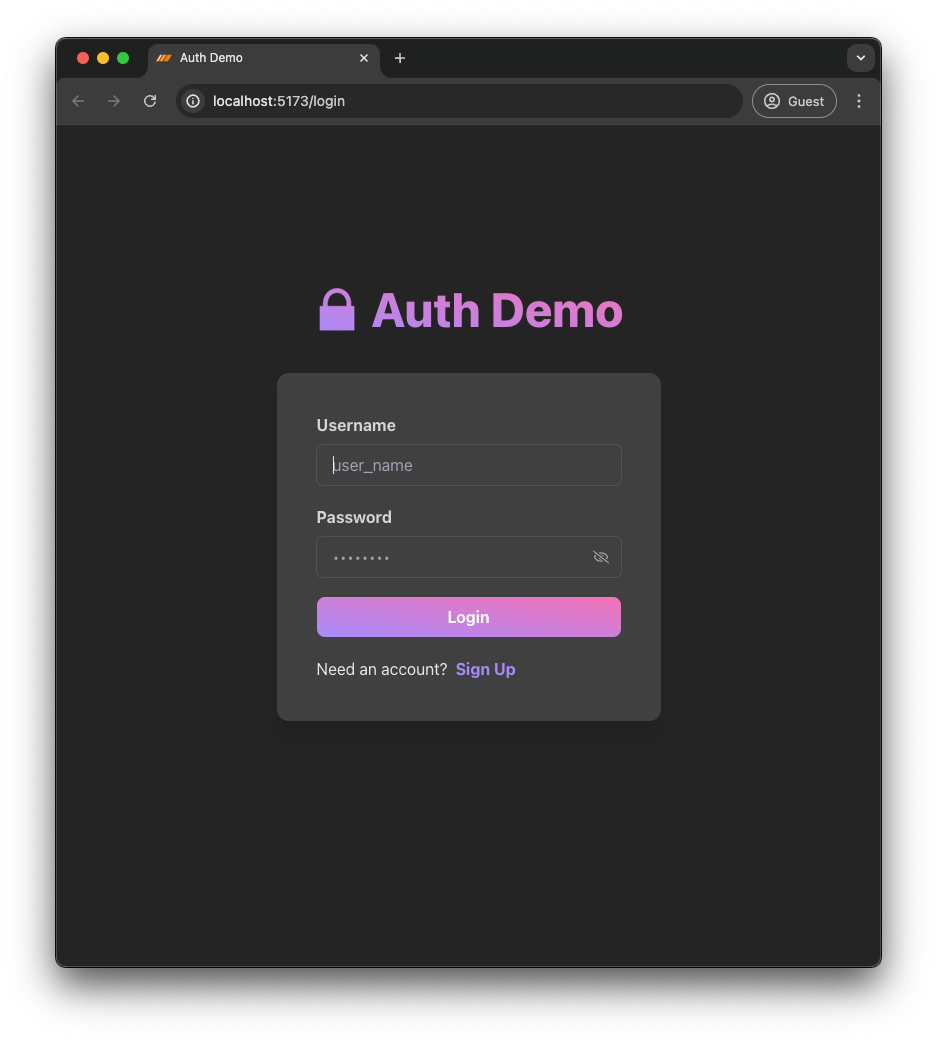 Auth Demo
localhost:5173/login
Guest
Auth Demo
Username
user_name
Password
••••••••
Login
Need an account? Sign Up